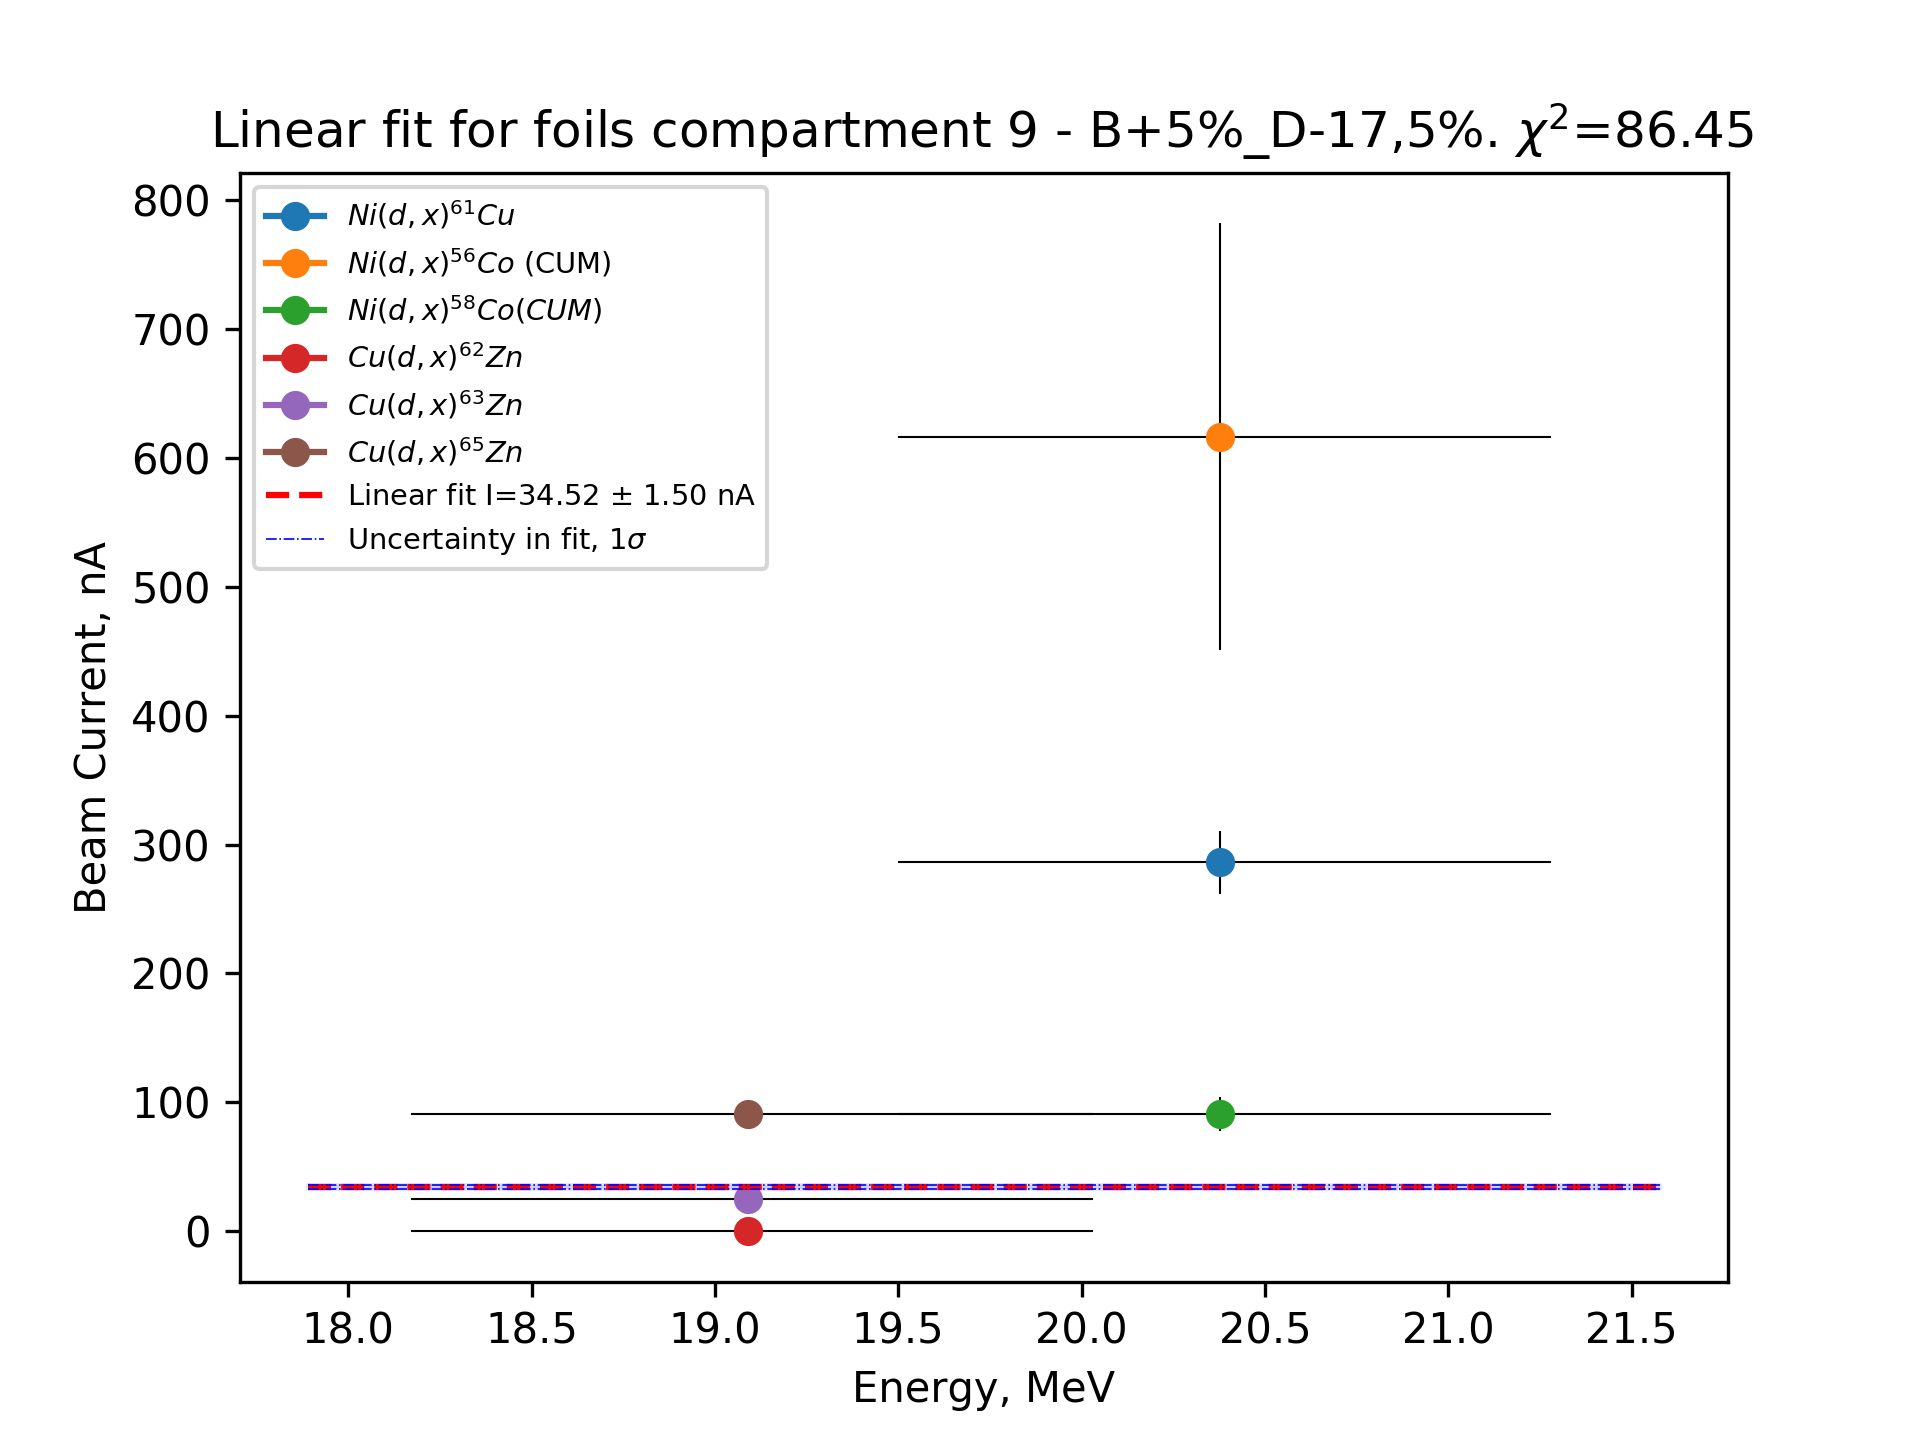 Linear fit for foils compartment 9 - B+5%_D-17,5%. χ²=86.45
800
700
600
500
400
300
200
100
0
Beam Current, nA
Ni(d, x)⁶¹Cu
Ni(d, x)⁵⁶Co (CUM)
Ni(d, x)⁵⁸Co(CUM)
Cu(d, x)⁶²Zn
Cu(d, x)⁶³Zn
Cu(d, x)⁶⁵Zn
Linear fit I=34.52 ± 1.50 nA
Uncertainty in fit, 1σ
18.0 18.5 19.0 19.5 20.0 20.5 21.0 21.5
Energy, MeV